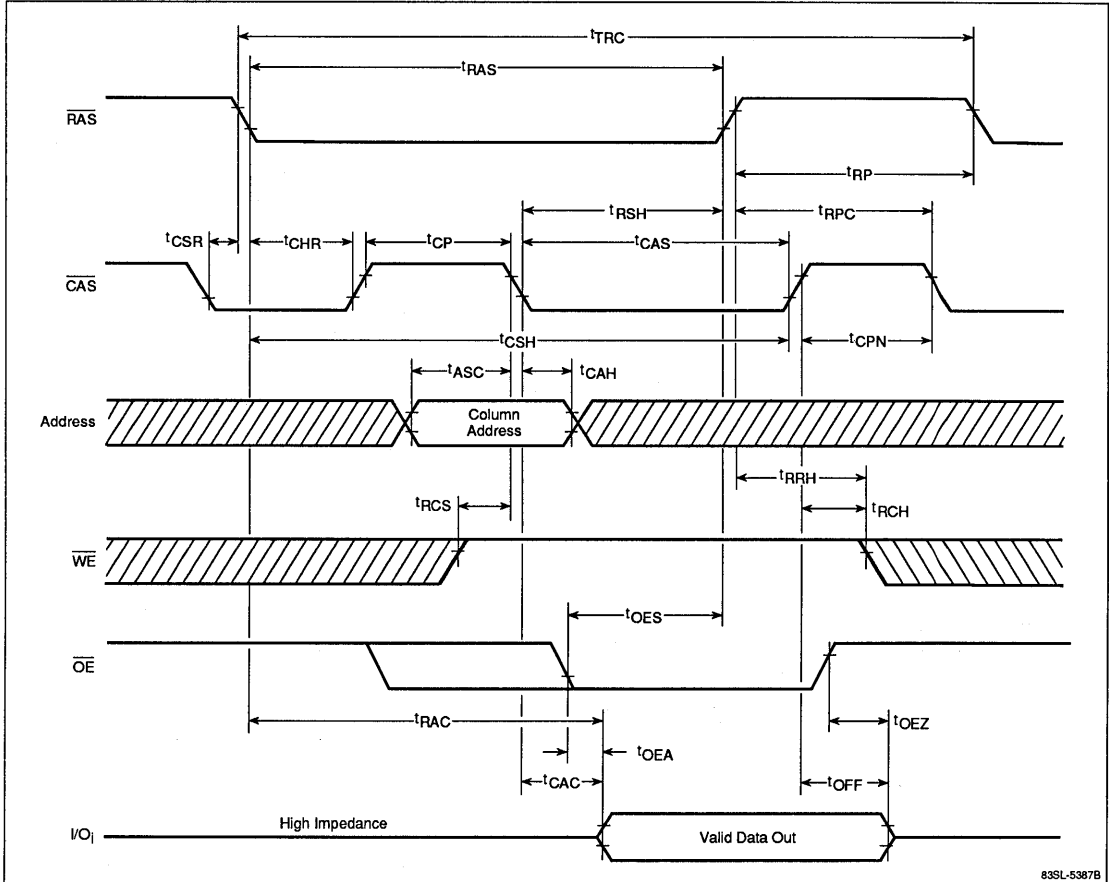 tTRC
tRAS
RAS
tRP
tRSH
tRPC
tCSR
tCHR
tCP
tCAS
CAS
tCSH
tCPN
tASC
tCAH
Address
Column
Address
tRRH
tRCS
tRCH
WE
tOES
OE
tRAC
tOEZ
tOEA
tCAC
tOFF
High Impedance
I/Oi
Valid Data Out
83SL-5387B